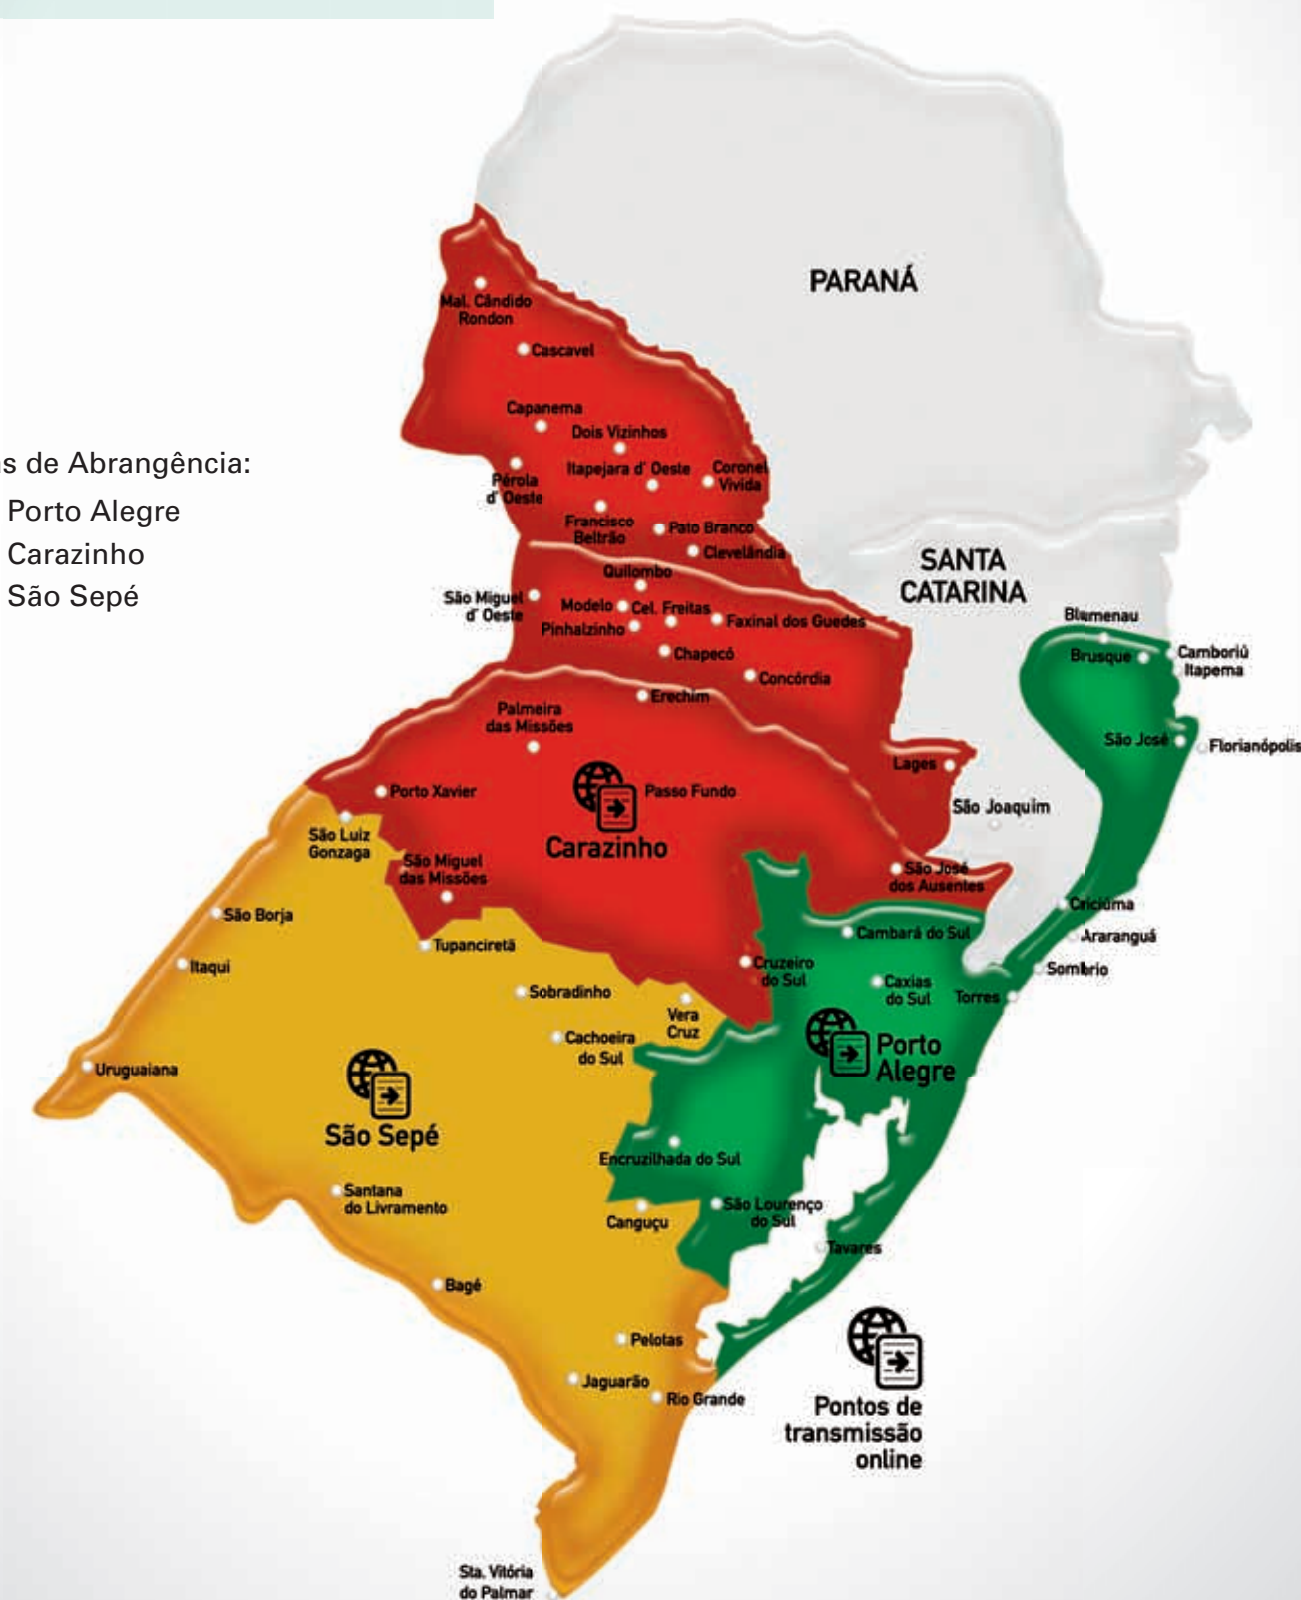 PARANÁ
Mal. Cândido
Rondon
Cascavel
Capanema
Dois Vizinhos
Itapejara d' Oeste
Coronel
Vivida
Pérola
d' Oeste
Francisco
Beltrão
Pato Branco
Clevelândia
de Abrangência:
Porto Alegre
Carazinho
São Sepé
SANTA
CATARINA
Quilombo
São Miguel
d' Oeste
Modelo
Cel. Freitas
Pinhalzinho
Faxinal dos Guedes
Chapecó
Concórdia
Blumenau
Brusque
Camboriú
Itapema
São José
Florianópolis
Erechim
Palmeira
das Missões
Lages
São Joaquim
Porto Xavier
Passo Fundo
Carazinho
São Luiz
Gonzaga
São Miguel
das Missões
São José
dos Ausentes
Criciúma
Araranguá
Sombrio
Torres
São Borja
Tupanciretã
Itaqui
Cambará do Sul
Cruzeiro
do Sul
Caxias
do Sul
Sobradinho
Vera
Cruz
Cachoeira
do Sul
Porto
Alegre
Uruguaiana
São Sepé
Encruzilhada do Sul
Santana
do Livramento
Canguçu
São Lourenço
do Sul
Tavares
Bagé
Pelotas
Jaguarão
Rio Grande
Pontos de
transmissão
online
Sta. Vitória
do Palmar